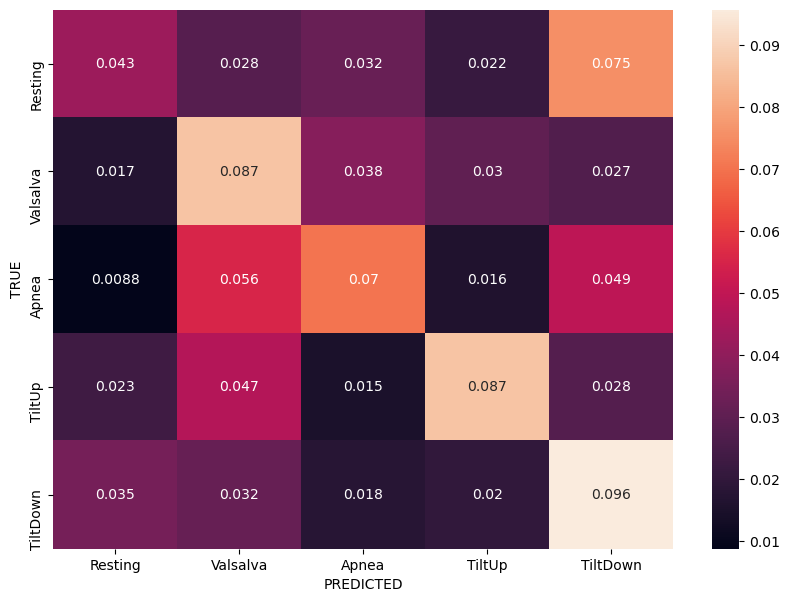 TRUE
Resting 0.043 0.028 0.032 0.022 0.075
Valsalva 0.017 0.087 0.038 0.03 0.027
Apnea 0.0088 0.056 0.07 0.016 0.049
TiltUp 0.023 0.047 0.015 0.087 0.028
TiltDown 0.035 0.032 0.018 0.02 0.096
Resting Valsalva Apnea TiltUp TiltDown
PREDICTED
0.09
0.08
0.07
0.06
0.05
0.04
0.03
0.02
0.01